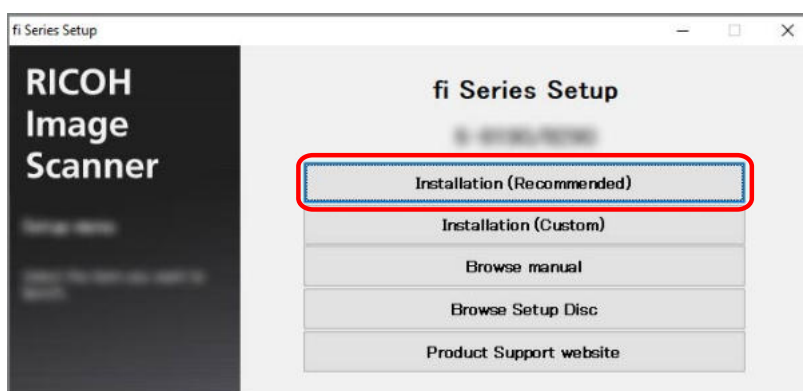 fi Series Setup
RICOH
Image
Scanner
fi Series Setup
Installation (Recommended)
Installation (Custom)
Browse manual
Browse Setup Disc
Product Support website